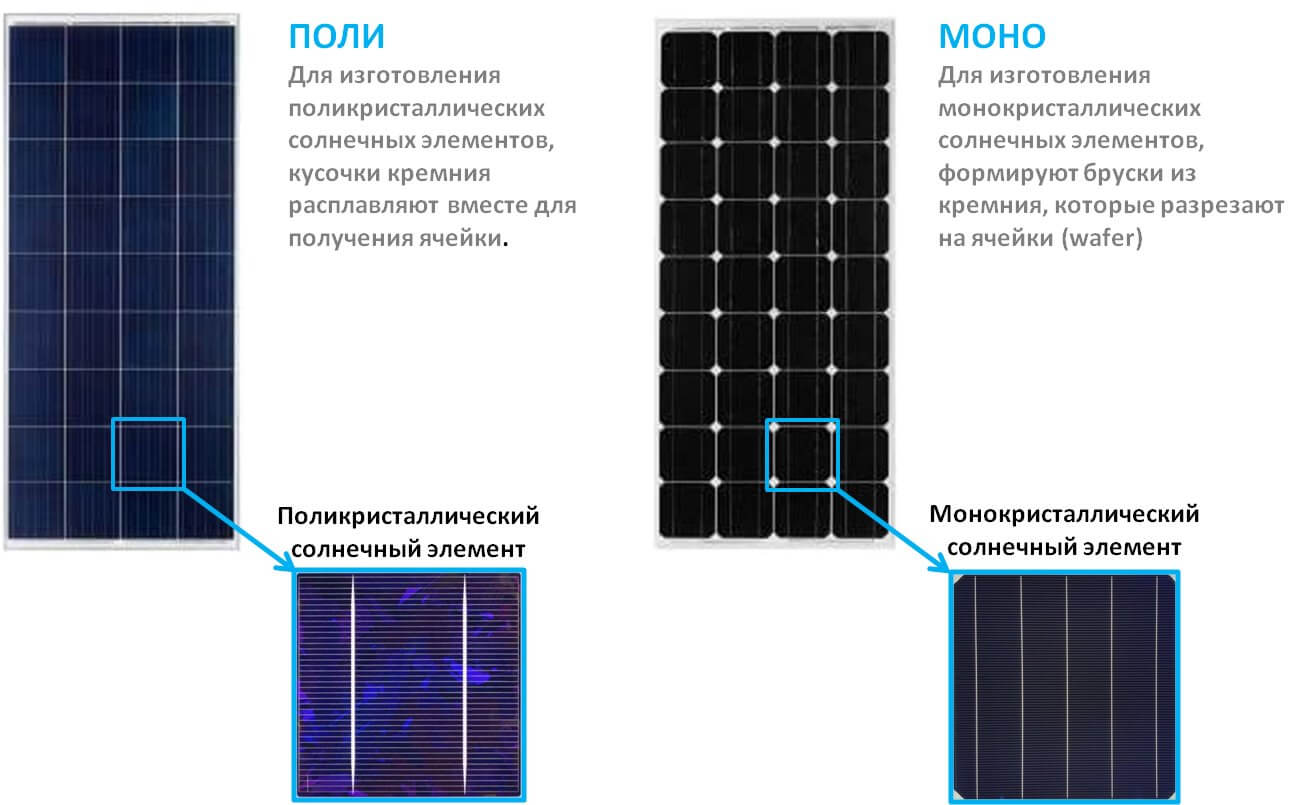 ПОЛИ
Для изготовления
поликристаллических
солнечных элементов,
кусочки кремния
расплавляют вместе для
получения ячейки.
Поликристаллический
солнечный элемент
МОНО
Для изготовления
монокристаллических
солнечных элементов,
формируют бруски из
кремния, которые разрезают
на ячейки (wafer)
Монокристаллический
солнечный элемент